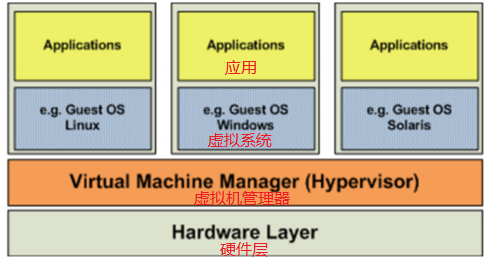 Applications
Applications
Applications
应用
e.g. Guest OS
Linux
e.g. Guest OS
Windows
e.g. Guest OS
Solaris
虚拟系统
Virtual Machine Manager (Hypervisor)
虚拟机管理器
Hardware Layer
硬件层